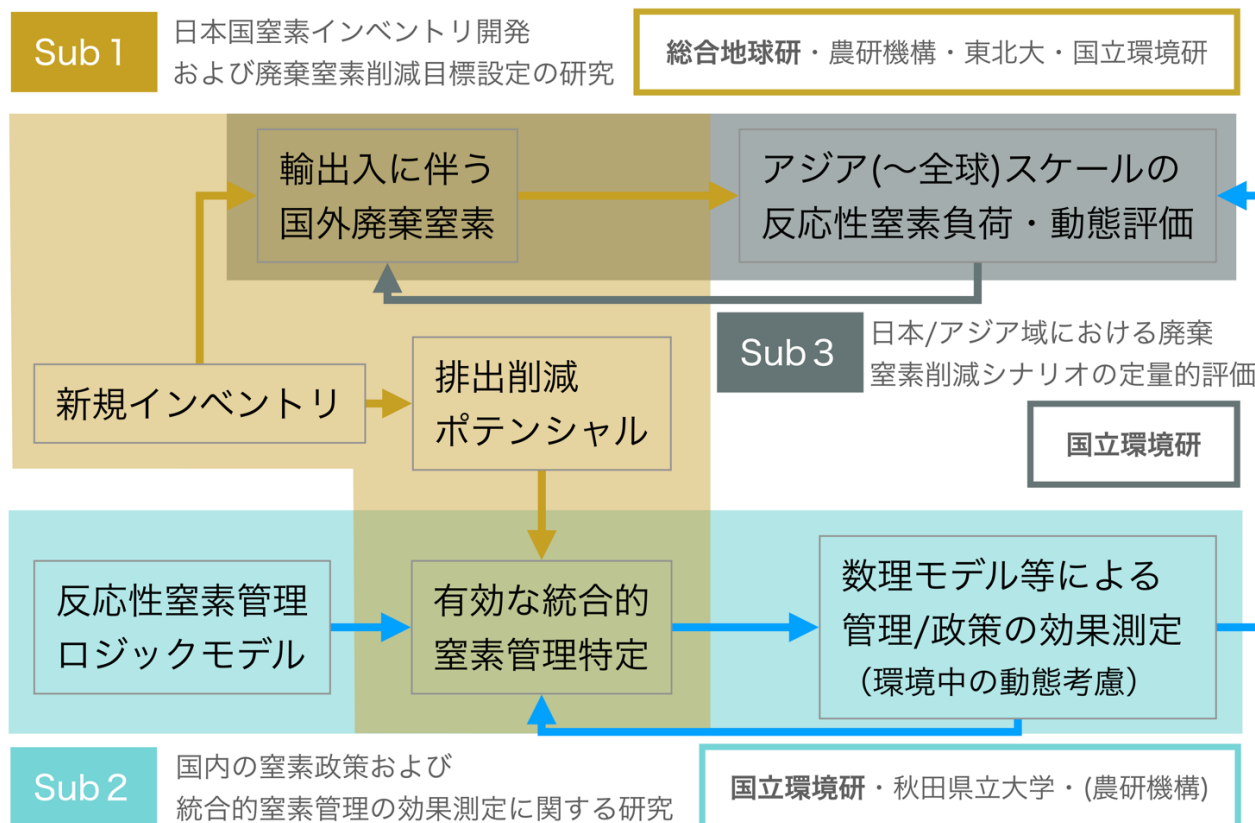 Sub 1
日本国窒素インベントリ開発
および廃棄窒素削減目標設定の研究
総合地球研・農研機構・東北大・国立環境研
輸出入に伴う
国外廃棄窒素
アジア(〜全球)スケールの
反応性窒素負荷・動態評価
Sub 3
日本/アジア域における廃棄
窒素削減シナリオの定量的評価
国立環境研
新規インベントリ
排出削減
ポテンシャル
反応性窒素管理
ロジックモデル
有効な統合的
窒素管理特定
数理モデル等による
管理/政策の効果測定
（環境中の動態考慮）
Sub 2
国内の窒素政策および
統合的窒素管理の効果測定に関する研究
国立環境研・秋田県立大学・(農研機構)